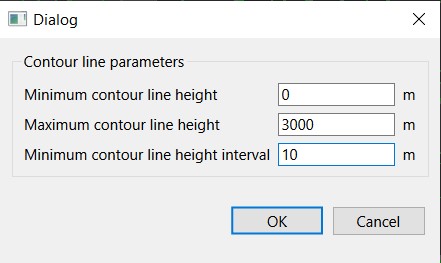 Dialog
Contour line parameters
Minimum contour line height 0 m
Maximum contour line height 3000 m
Minimum contour line height interval 10 m
OK Cancel